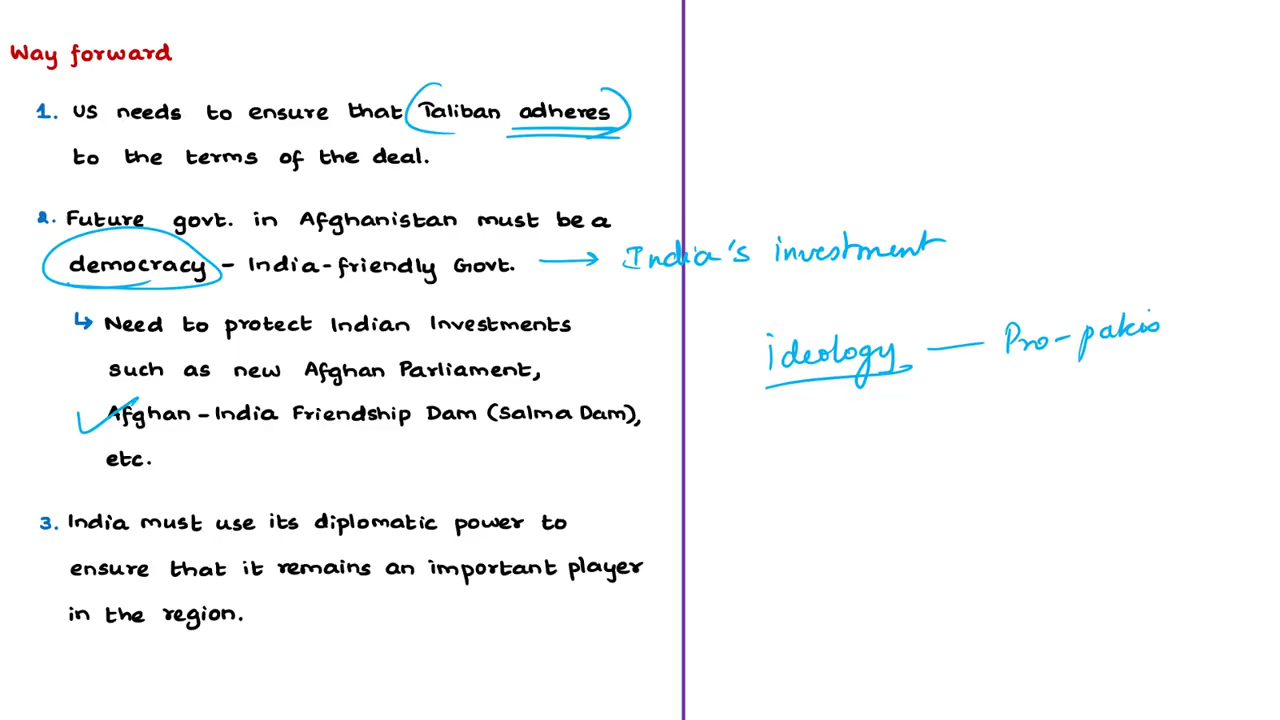 Way forward
1. US needs to ensure that Taliban adheres
to the terms of the deal.
2. Future govt. in Afghanistan must be a
democracy - India-friendly Govt. → India's investment
↳ Need to protect Indian Investments
such as new Afghan Parliament,
Afghan-India Friendship Dam (Salma Dam),
etc.
ideology — Pro-pakis
3. India must use its diplomatic power to
ensure that it remains an important player
in the region.